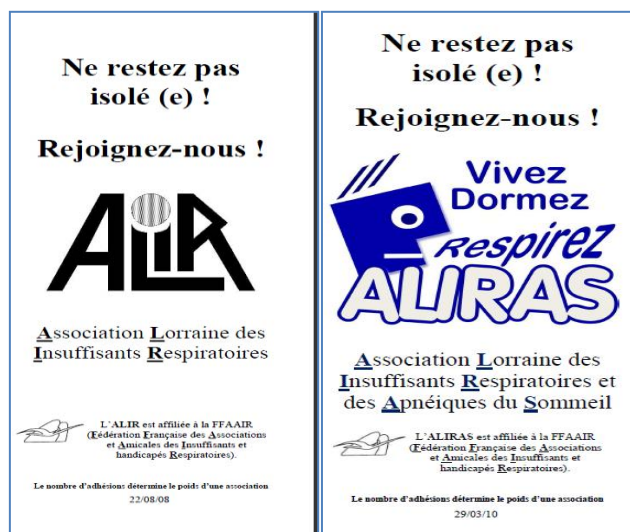 Ne restez pas
isolé (e) !
Rejoignez-nous !
ALIR
Association Lorraine des
Insuffisants Respiratoires
L'ALIR est affiliée à la FFAAIR
(Fédération Française des Associations
et Amicales des Insuffisants et
handicapés Respiratoires).
Le nombre d'adhésions détermine le poids d'une association
22/08/08
Ne restez pas
isolé (e) !
Rejoignez-nous !
Vivez
Dormez
Respirez
ALIRAS
Association Lorraine des
Insuffisants Respiratoires et
des Apnéiques du Sommeil
L'ALIRAS est affiliée à la FFAAIR
(Fédération Française des Associations
et Amicales des Insuffisants et
handicapés Respiratoires).
Le nombre d'adhésions détermine le poids d'une association
29/03/10